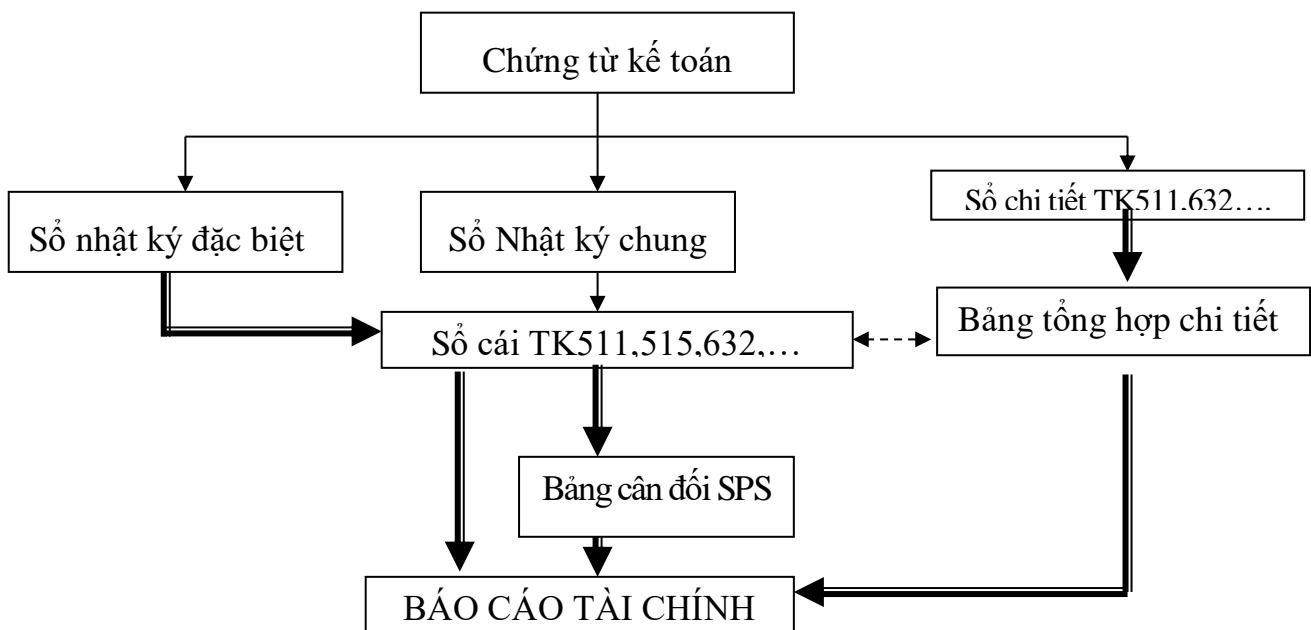 Chứng từ kế toán
Sổ nhật ký đặc biệt
Sổ Nhật ký chung
Sổ chi tiết TK511,632….
Sổ cái TK511,515,632,…
Bảng tổng hợp chi tiết
Bảng cân đối SPS
BÁO CÁO TÀI CHÍNH